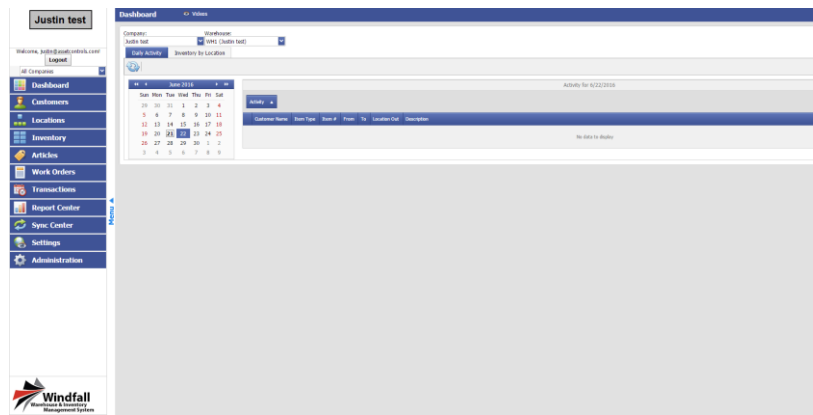 Justin test
Dashboard
Videos
Company:
Warehouse:
Justin test
WH1 (Justin test)
Welcome, justin@assetcontrols.com!
Logout
All Companies
Daily Activity
Inventory by Location
Dashboard
Customers
Locations
Inventory
Articles
Work Orders
Transactions
Report Center
Sync Center
Settings
Administration
Menu
June 2016
Sun Mon Tue Wed Thu Fri Sat
29 30 31 1 2 3 4
5 6 7 8 9 10 11
12 13 14 15 16 17 18
19 20 21 22 23 24 25
26 27 28 29 30 1 2
3 4 5 6 7 8 9
Activity for 6/22/2016
Activity
Customer Name Item Type Item # From To Location Out Description
No data to display
Windfall
Warehouse & Inventory
Management System